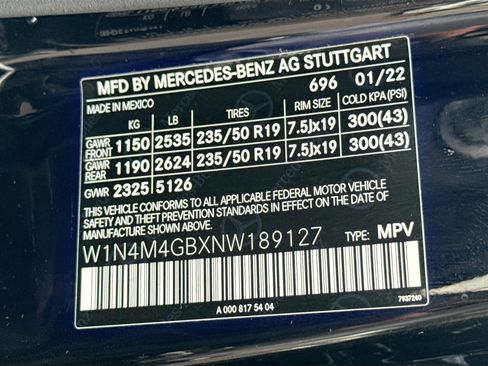 MFD BY MERCEDES-BENZ AG STUTTGART
MADE IN MEXICO 696 01/22
KG LB TIRES RIM SIZE COLD KPA(PSI)
GAWR FRONT 1150 2535 235/50 R19 7.5Jx19 300(43)
GAWR REAR 1190 2624 235/50 R19 7.5Jx19 300(43)
GVWR 2325 5126
THIS VEHICLE CONFORMS TO ALL APPLICABLE FEDERAL MOTOR VEHICLE
SAFETY AND THEFT PREVENTION STANDARDS IN EFFECT ON THE DATE
OF MANUFACTURE SHOWN ABOVE.
W1N4M4GBXNW189127 TYPE: MPV
A 000 817 54 04
7937240